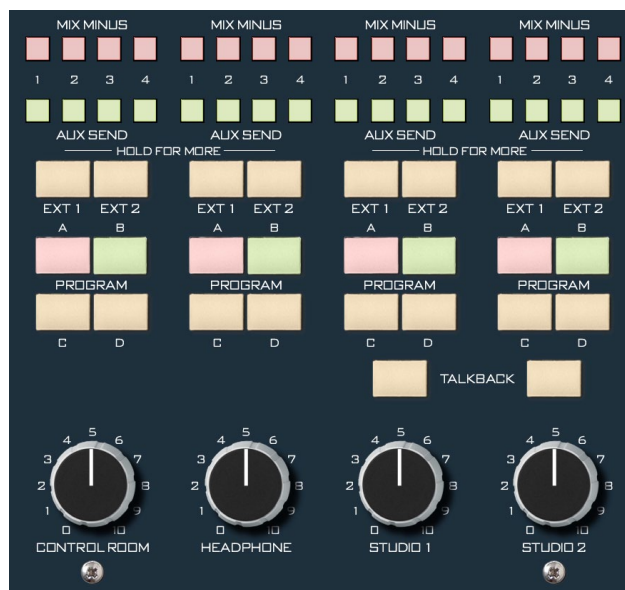 MIX MINUS MIX MINUS MIX MINUS MIX MINUS
1 2 3 4 1 2 3 4 1 2 3 4 1 2 3 4
AUX SEND AUX SEND AUX SEND AUX SEND
HOLD FOR MORE HOLD FOR MORE
EXT 1 EXT 2 EXT 1 EXT 2 EXT 1 EXT 2 EXT 1 EXT 2
A B A B A B A B
PROGRAM PROGRAM PROGRAM PROGRAM
C D C D C D C D
TALKBACK
0 1 2 3 4 5 6 7 8 9 10 0 1 2 3 4 5 6 7 8 9 10 0 1 2 3 4 5 6 7 8 9 10 0 1 2 3 4 5 6 7 8 9 10
CONTROL ROOM HEADPHONE STUDIO 1 STUDIO 2